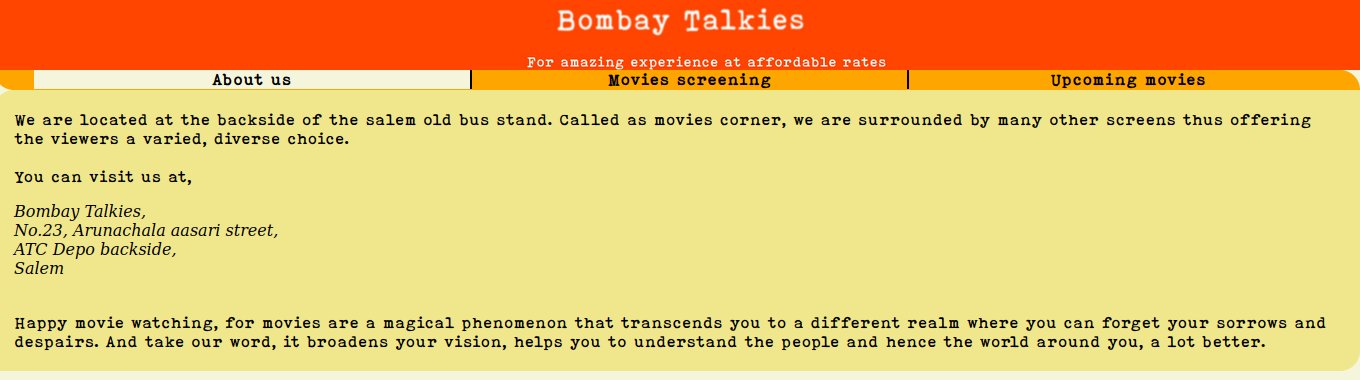 Bombay Talkies
For amazing experience at affordable rates
About us
Movies screening
Upcoming movies
We are located at the backside of the salem old bus stand. Called as movies corner, we are surrounded by many other screens thus offering
the viewers a varied, diverse choice.
You can visit us at,
Bombay Talkies,
No.23, Arunachala aasari street,
ATC Depo backside,
Salem
Happy movie watching, for movies are a magical phenomenon that transcends you to a different realm where you can forget your sorrows and
despairs. And take our word, it broadens your vision, helps you to understand the people and hence the world around you, a lot better.